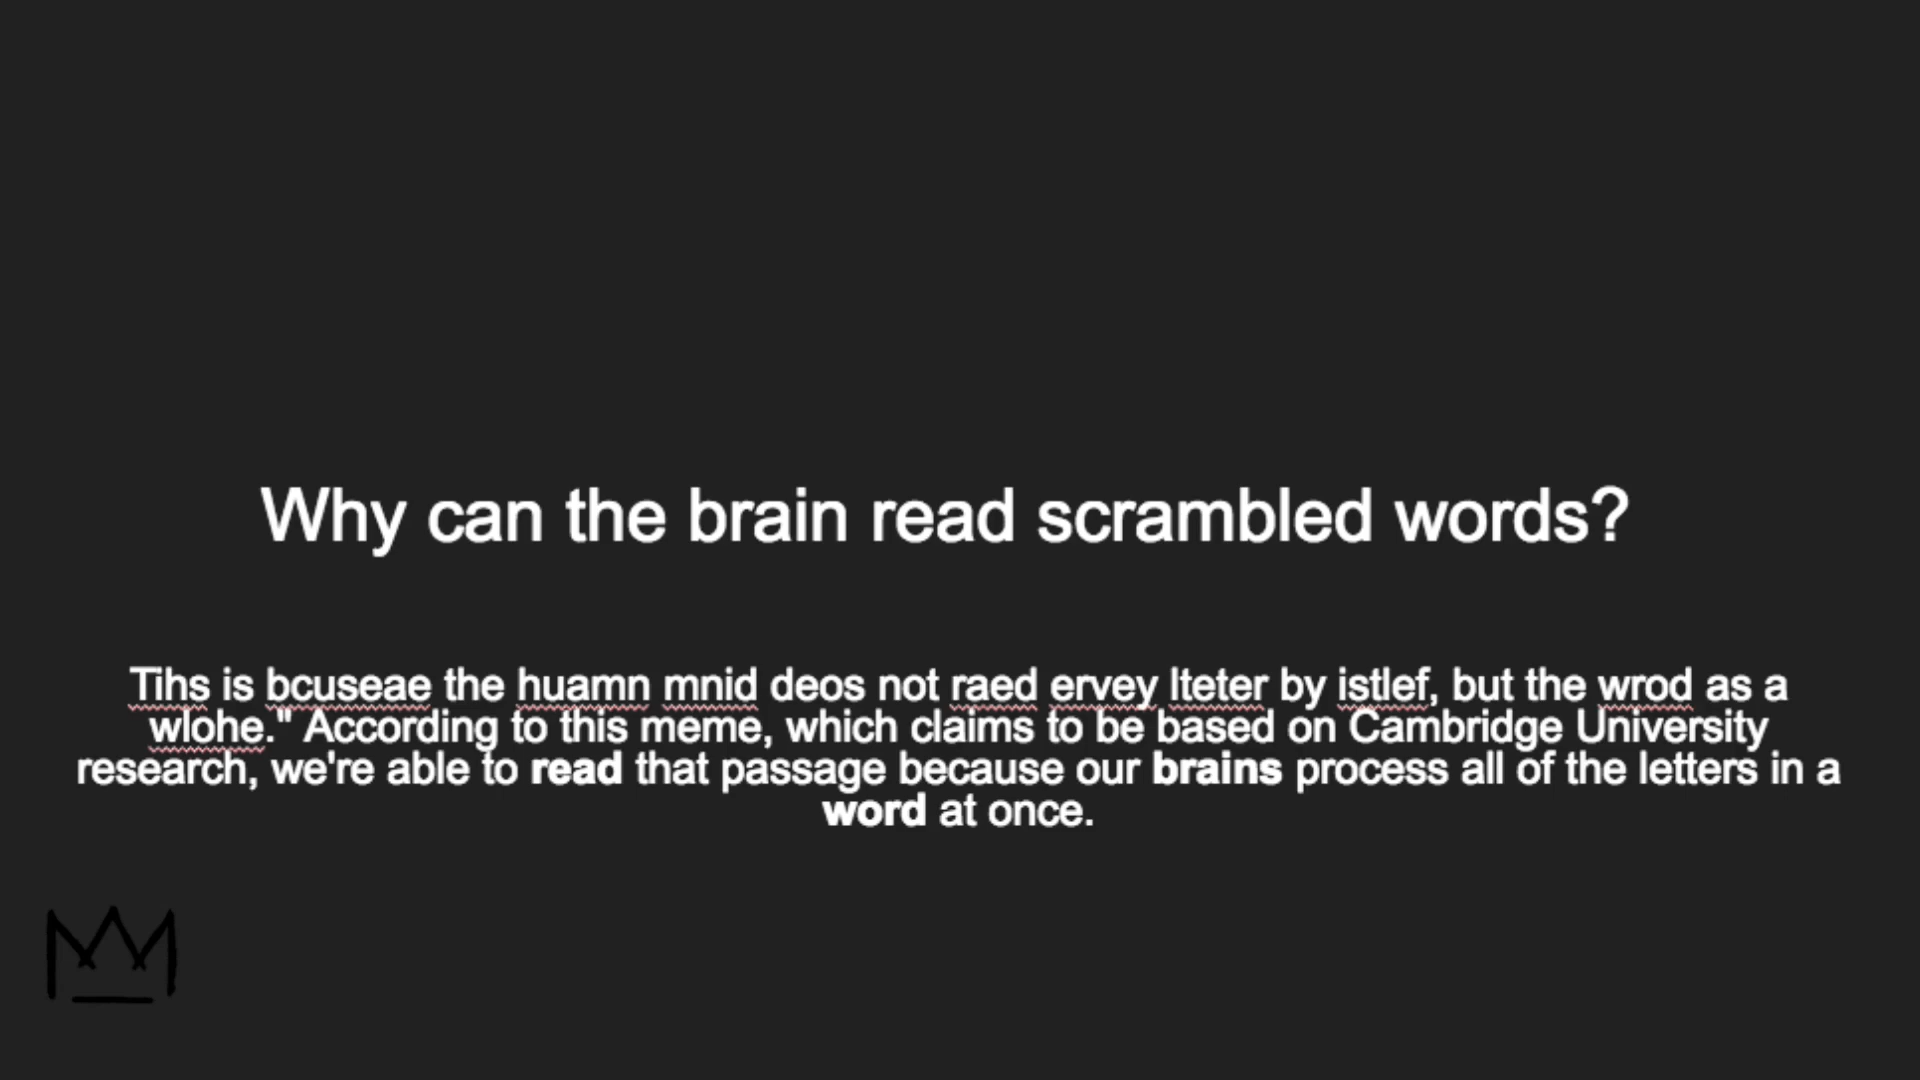 Why can the brain read scrambled words?
Tihs is bcuseae the huamn mnid deos not raed ervey lteter by istlef, but the wrod as a
wlohe." According to this meme, which claims to be based on Cambridge University
research, we're able to read that passage because our brains process all of the letters in a
word at once.